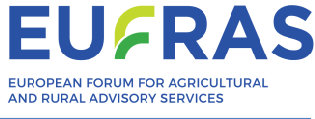 EUFRAS
EUROPEAN FORUM FOR AGRICULTURAL
AND RURAL ADVISORY SERVICES